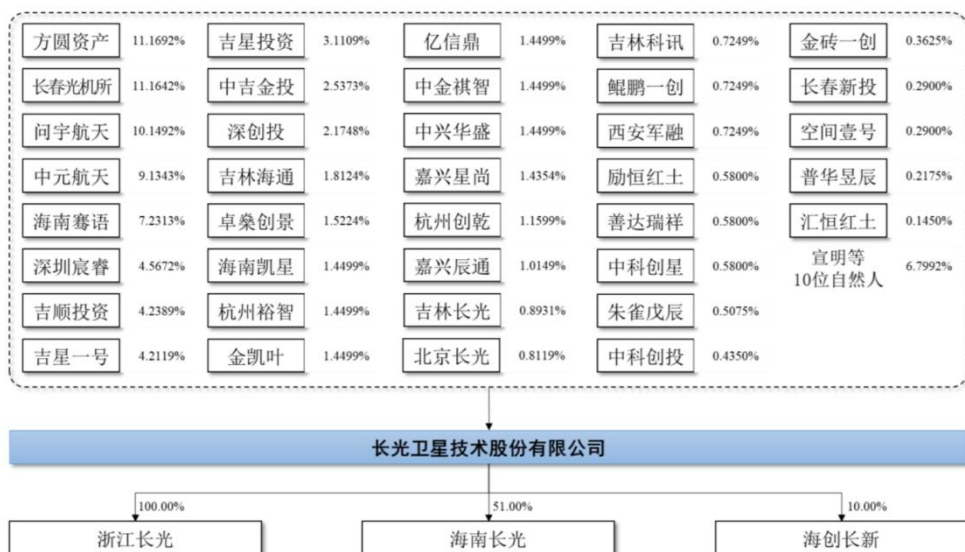 方圆资产 11.1692% 吉星投资 3.1109% 亿信鼎 1.4499% 吉林科讯 0.7249% 金砖一创 0.3625%
长春光机所 11.1642% 中吉金投 2.5373% 中金祺智 1.4499% 鲲鹏一创 0.7249% 长春新投 0.2900%
问宇航天 10.1492% 深创投 2.1748% 中兴华盛 1.4499% 西安军融 0.7249% 空间壹号 0.2900%
中元航天 9.1343% 吉林海通 1.8124% 嘉兴星尚 1.4354% 励恒红土 0.5800% 普华昱辰 0.2175%
海南骞语 7.2313% 卓燊创景 1.5224% 杭州创乾 1.1599% 善达瑞祥 0.5800% 汇恒红土 0.1450%
深圳宸睿 4.5672% 海南凯星 1.4499% 嘉兴辰通 1.0149% 中科创星 0.5800% 宣明等
10位自然人 6.7992%
吉顺投资 4.2389% 杭州裕智 1.4499% 吉林长光 0.8931% 朱雀戊辰 0.5075%
吉星一号 4.2119% 金凯叶 1.4499% 北京长光 0.8119% 中科创投 0.4350%
长光卫星技术股份有限公司
100.00% 51.00% 10.00%
浙江长光 海南长光 海创长新